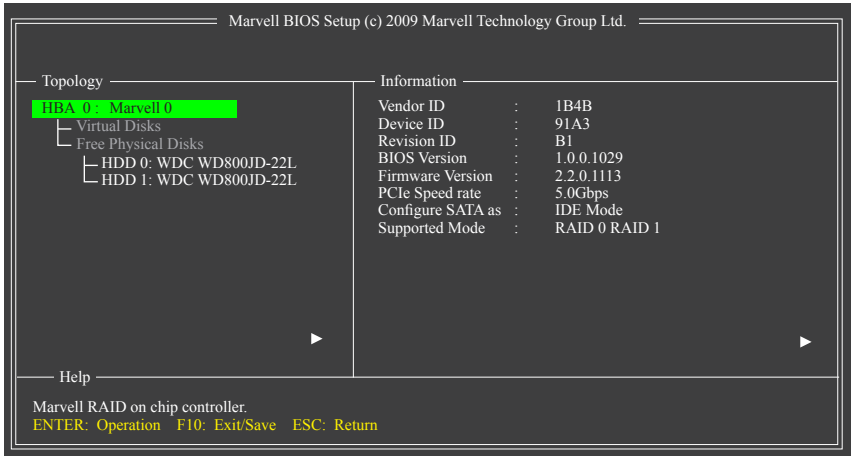 Marvell BIOS Setup (c) 2009 Marvell Technology Group Ltd.
Topology
HBA 0 : Marvell 0
Virtual Disks
Free Physical Disks
HDD 0: WDC WD800JD-22L
HDD 1: WDC WD800JD-22L
Information
Vendor ID : 1B4B
Device ID : 91A3
Revision ID : B1
BIOS Version : 1.0.0.1029
Firmware Version : 2.2.0.1113
PCIe Speed rate : 5.0Gbps
Configure SATA as : IDE Mode
Supported Mode : RAID 0 RAID 1
Help
Marvell RAID on chip controller.
ENTER: Operation F10: Exit/Save ESC: Return